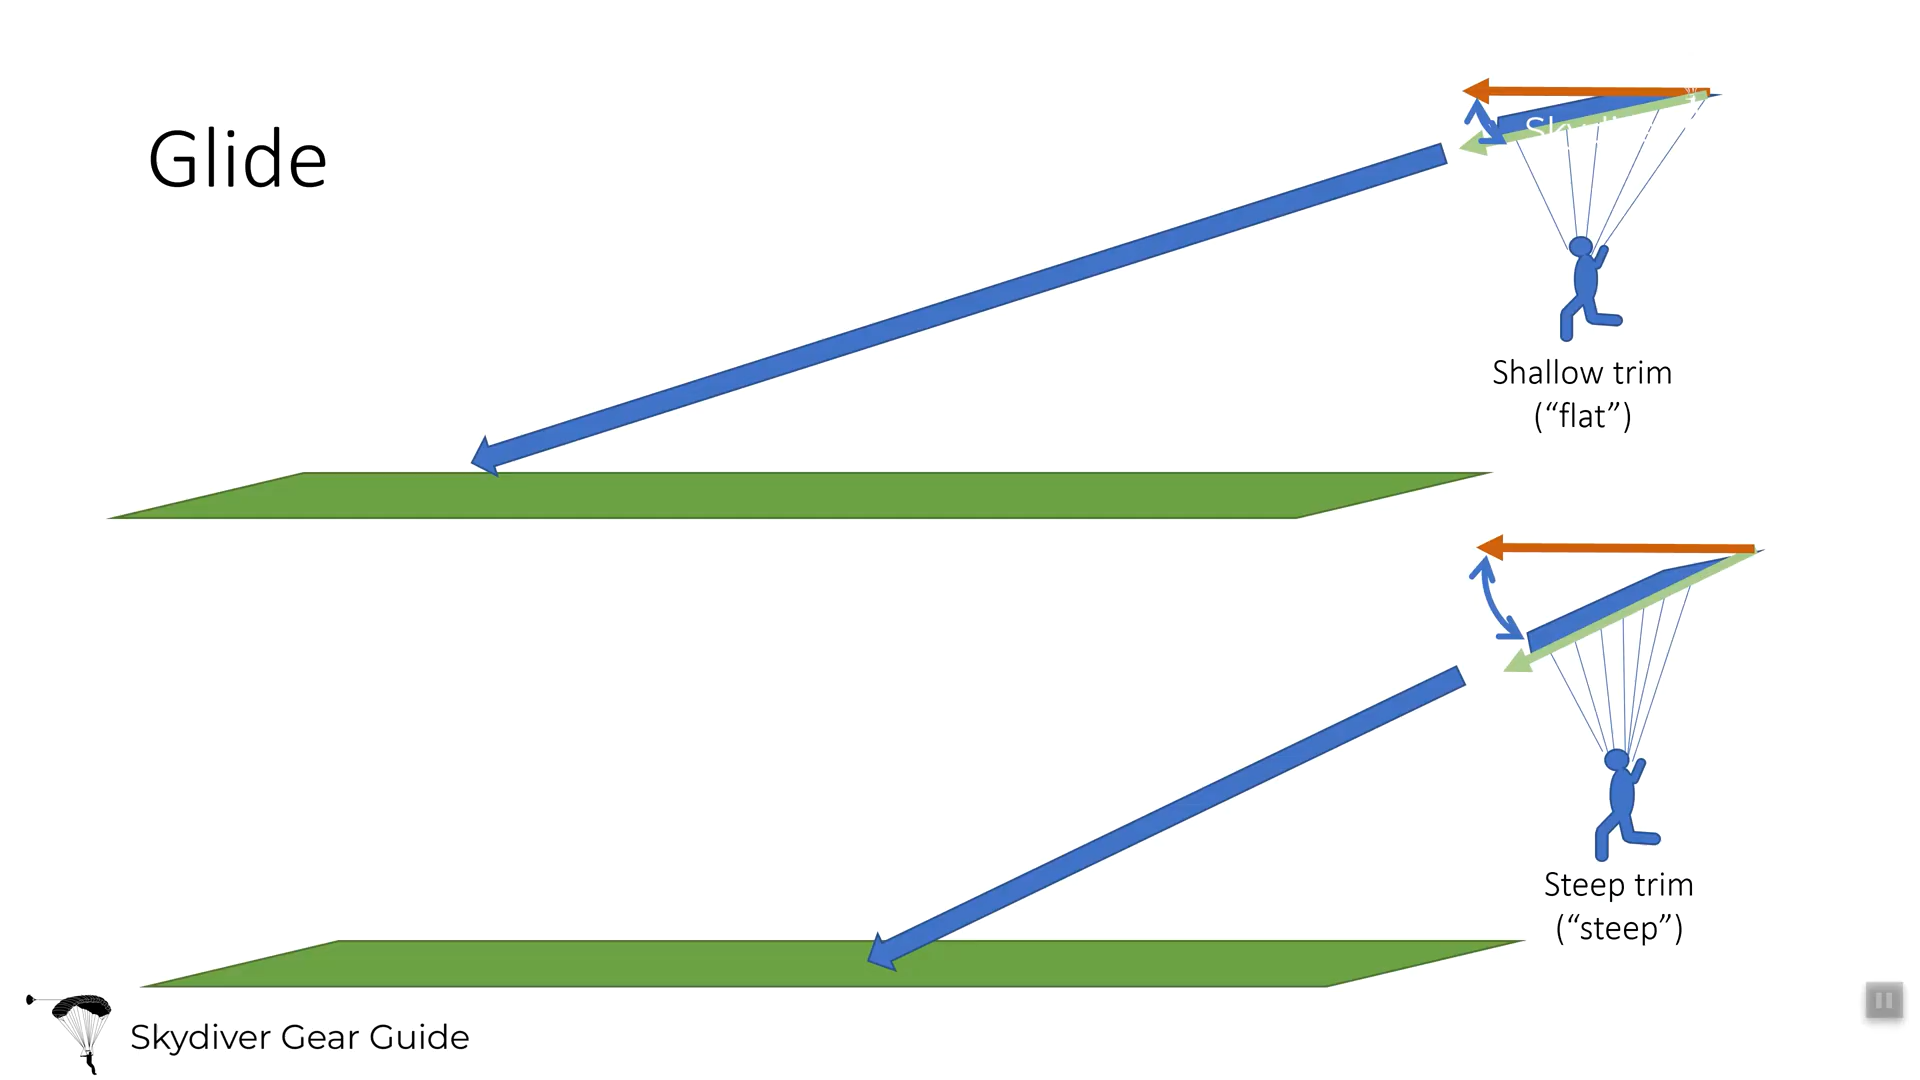 Glide
Shallow trim
(“flat”)
Steep trim
(“steep”)
Skydiver Gear Guide